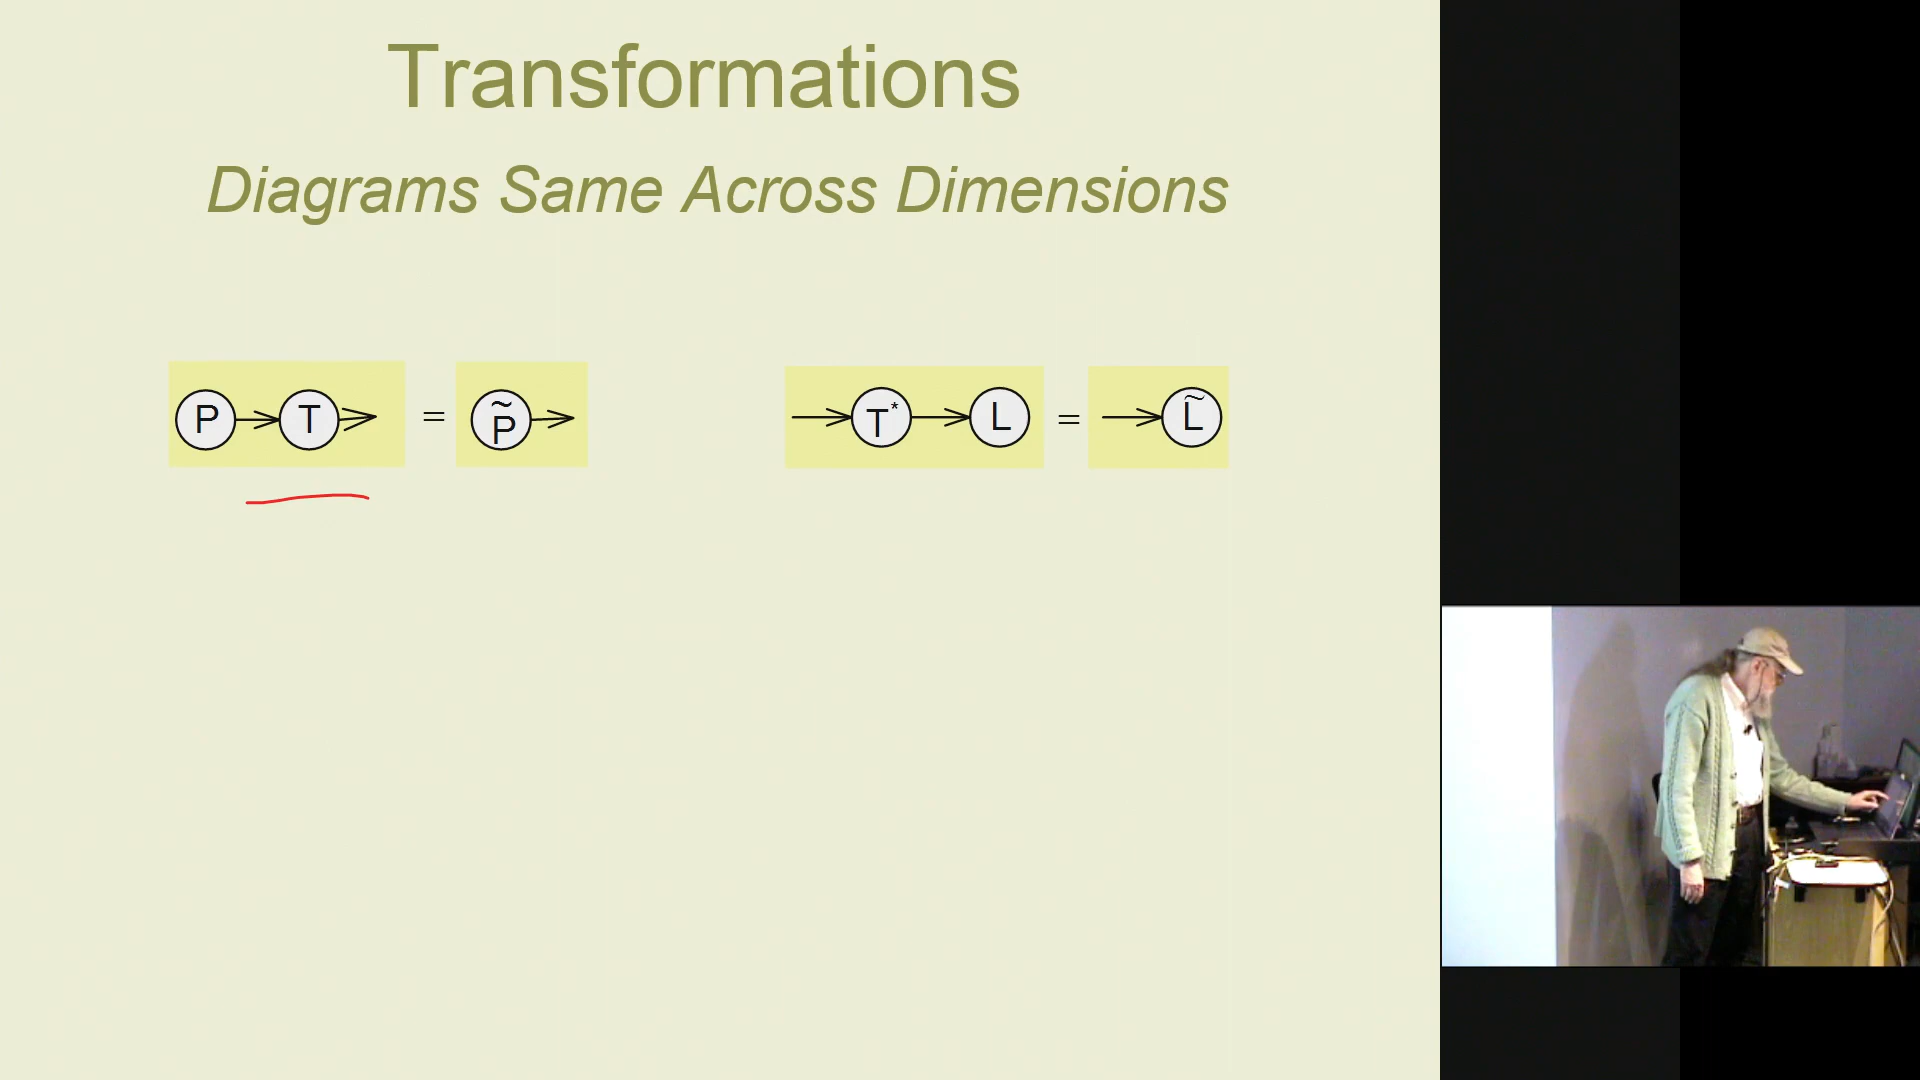 Transformations
Diagrams Same Across Dimensions
P T = P̃ T* L = L̃